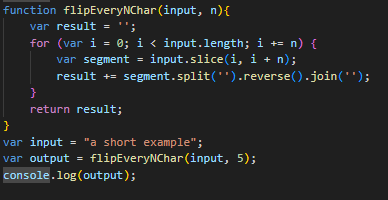 function flipEveryNChar(input, n){
    var result = '';
    for (var i = 0; i < input.length; i += n) {
        var segment = input.slice(i, i + n);
        result += segment.split('').reverse().join('');
    }
    return result;
}
var input = "a short example";
var output = flipEveryNChar(input, 5);
console.log(output);